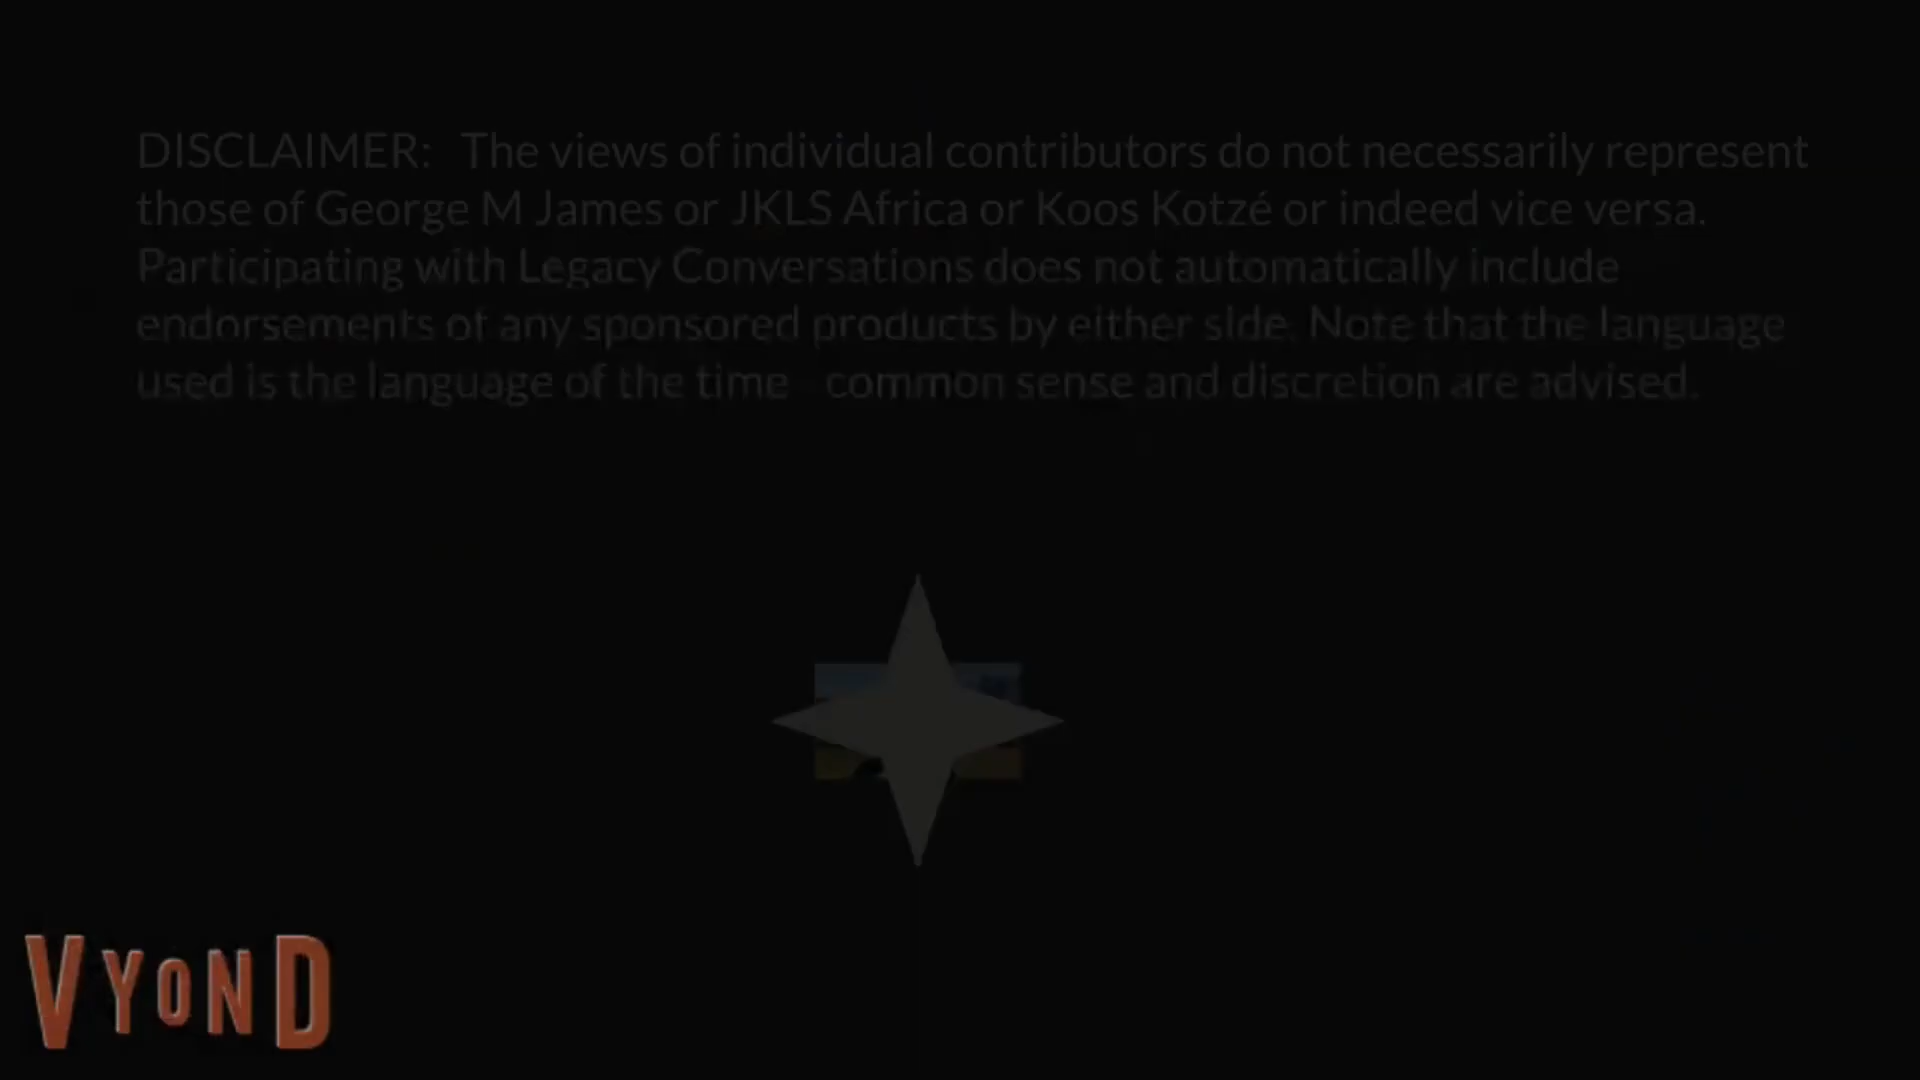 DISCLAIMER: The views of individual contributors do not necessarily represent
those of George M James or JKLS Africa or Koos Kotzé or indeed vice versa.
Participating with Legacy Conversations does not automatically include
endorsements of any sponsored products by either side. Note that the language
used is the language of the time common sense and discretion are advised.
VYOND